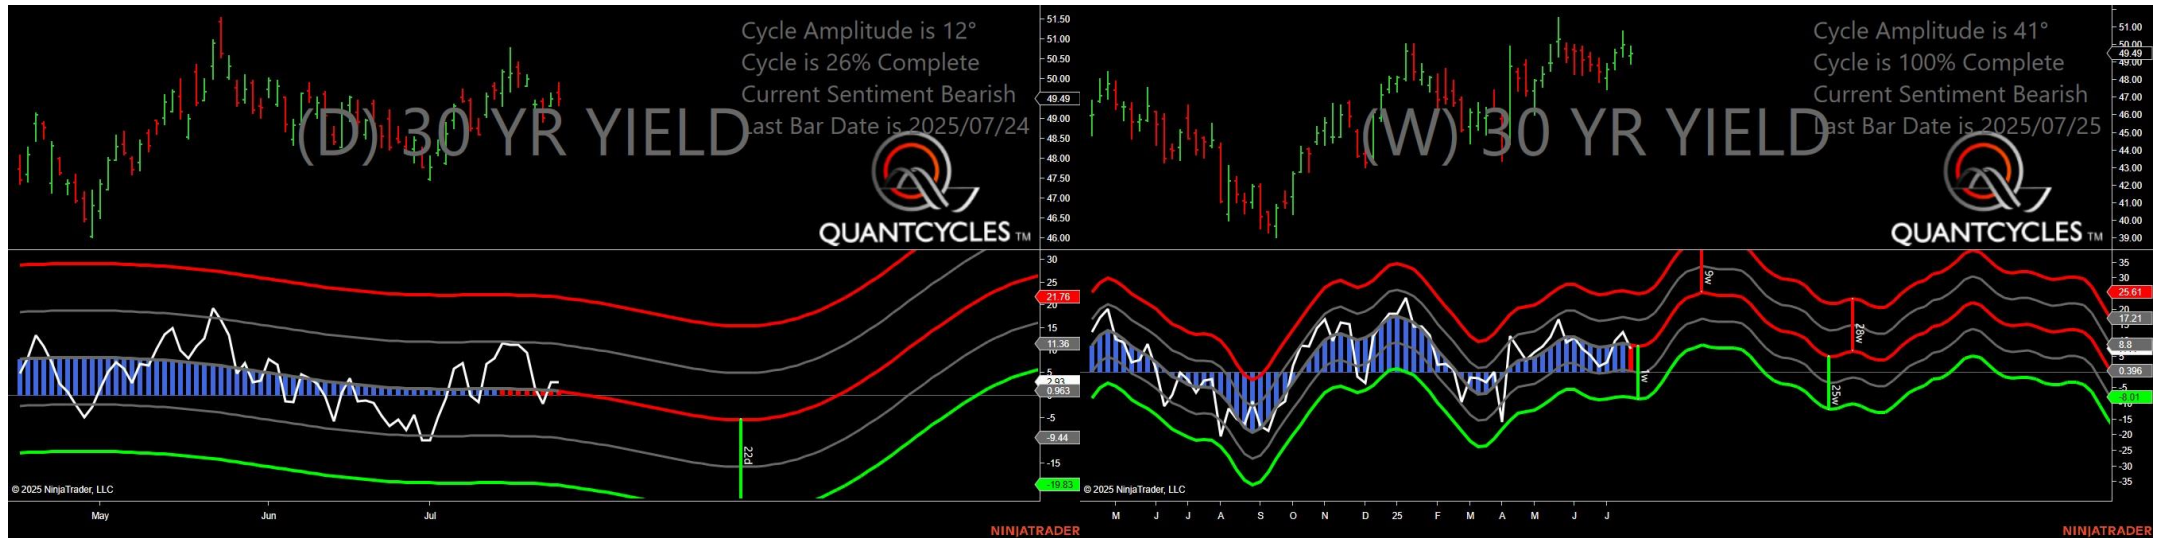 Cycle Amplitude is 12°
Cycle is 26% Complete
Current Sentiment Bearish
Last Bar Date is 2025/07/24
(D) 30 YR YIELD
QUANTCYCLES TM
51.50
51.00
50.50
50.00
49.49
49.00
48.50
48.00
47.50
47.00
46.50
46.00
30
25
21.76
20
15
11.36
10
5
2.93
0.963
-5
-9.44
-15
-19.83
22d
© 2025 NinjaTrader, LLC
May
Jun
Jul
NINJATRADER
Cycle Amplitude is 41°
Cycle is 100% Complete
Current Sentiment Bearish
Last Bar Date is 2025/07/25
(W) 30 YR YIELD
QUANTCYCLES TM
51.00
50.00
49.49
49.00
48.00
47.00
46.00
45.00
44.00
43.00
42.00
41.00
40.00
39.00
35
30
25.61
17.21
15
8.8
5
0.396
-5
-8.01
-15
-20
-25
-30
-35
1w
9w
25w
28w
© 2025 NinjaTrader, LLC
M J J A S O N D 25 F M A M J J
NINJATRADER